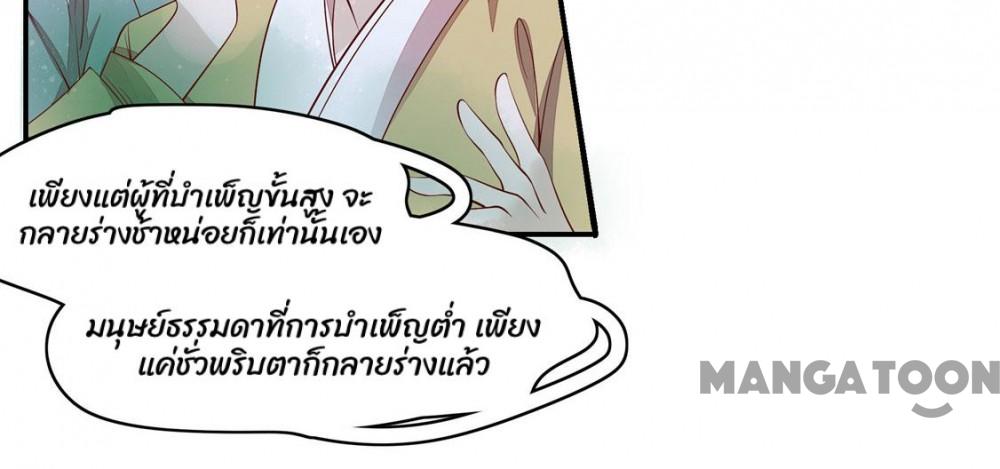 เพียงแต่ผู้ที่บำเพ็ญขั้นสูง จะ
กลายร่างช้าหน่อยก็เท่านั้นเอง
มนุษย์ธรรมดาที่การบำเพ็ญต่ำ เพียง
แค่ชั่วพริบตาก็กลายร่างแล้ว
MANGATOON